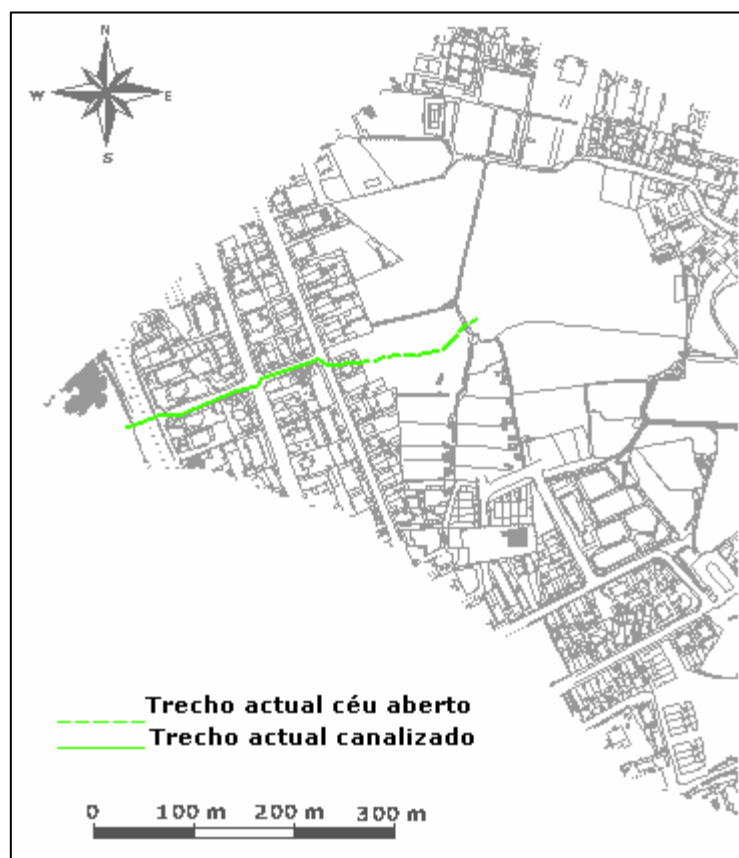 N
W E
S
Trecho actual céu aberto
Trecho actual canalizado
0 100 m 200 m 300 m